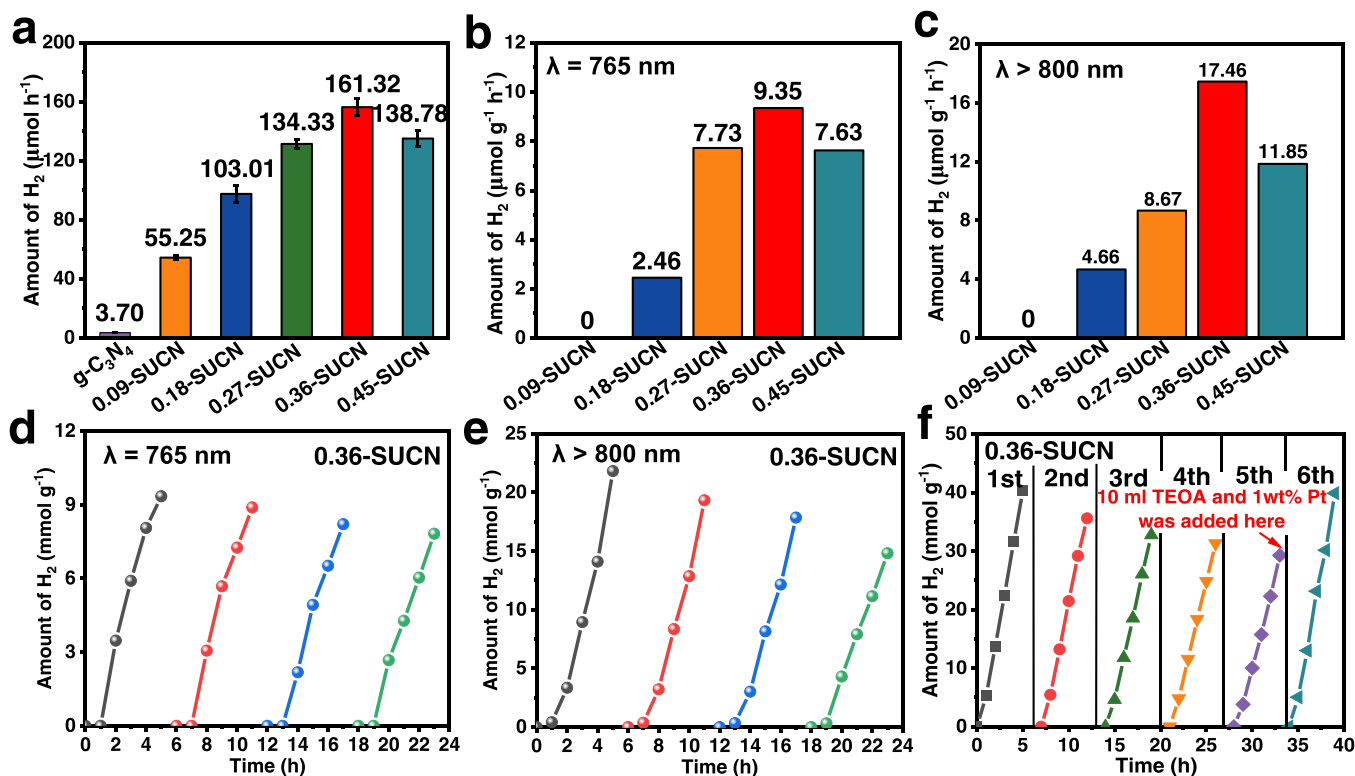 a
Amount of H₂ (μmol h⁻¹)
200
160
120
80
40
0
3.70
55.25
103.01
134.33
161.32
138.78
g-C₃N₄
0.09-SUCN
0.18-SUCN
0.27-SUCN
0.36-SUCN
0.45-SUCN
b
λ = 765 nm
Amount of H₂ (μmol g⁻¹ h⁻¹)
12
10
8
6
4
2
0
0
2.46
7.73
9.35
7.63
0.09-SUCN
0.18-SUCN
0.27-SUCN
0.36-SUCN
0.45-SUCN
c
λ > 800 nm
Amount of H₂ (μmol g⁻¹ h⁻¹)
20
16
12
8
4
0
0
4.66
8.67
17.46
11.85
0.09-SUCN
0.18-SUCN
0.27-SUCN
0.36-SUCN
0.45-SUCN
d
λ = 765 nm
0.36-SUCN
Amount of H₂ (mmol g⁻¹)
12
9
6
3
0
0 2 4 6 8 10 12 14 16 18 20 22 24
Time (h)
e
λ > 800 nm
0.36-SUCN
Amount of H₂ (mmol g⁻¹)
25
20
15
10
5
0
0 2 4 6 8 10 12 14 16 18 20 22 24
Time (h)
f
0.36-SUCN
1st 2nd 3rd 4th 5th 6th
10 ml TEOA and 1wt% Pt
was added here
Amount of H₂ (mmol g⁻¹)
50
40
30
20
10
0
0 5 10 15 20 25 30 35 40
Time (h)